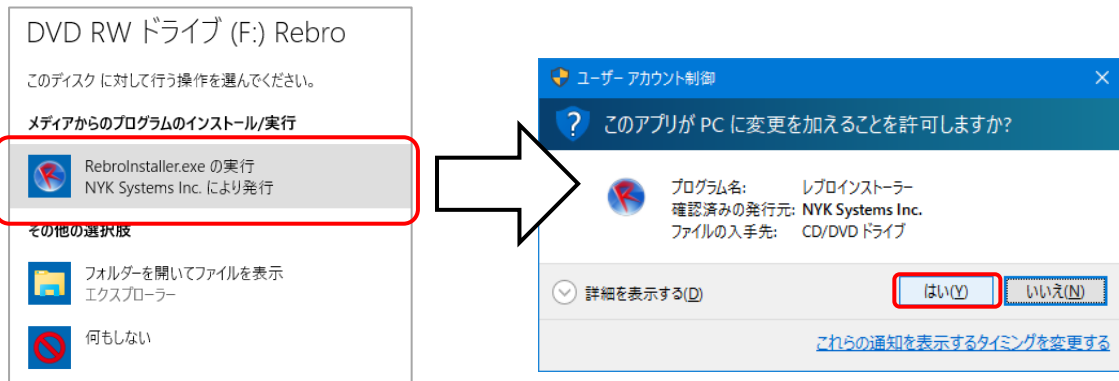 DVD RW ドライブ (F:) Rebro
このディスク に対して行う操作を選んでください。
メディアからのプログラムのインストール/実行
RebroInstaller.exe の実行
NYK Systems Inc. により発行
その他の選択肢
フォルダーを開いてファイルを表示
エクスプローラー
何もしない
ユーザー アカウント制御
このアプリが PC に変更を加えることを許可しますか?
プログラム名: レブロインストーラー
確認済みの発行元: NYK Systems Inc.
ファイルの入手先: CD/DVD ドライブ
詳細を表示する(D)
はい(Y)
いいえ(N)
これらの通知を表示するタイミングを変更する